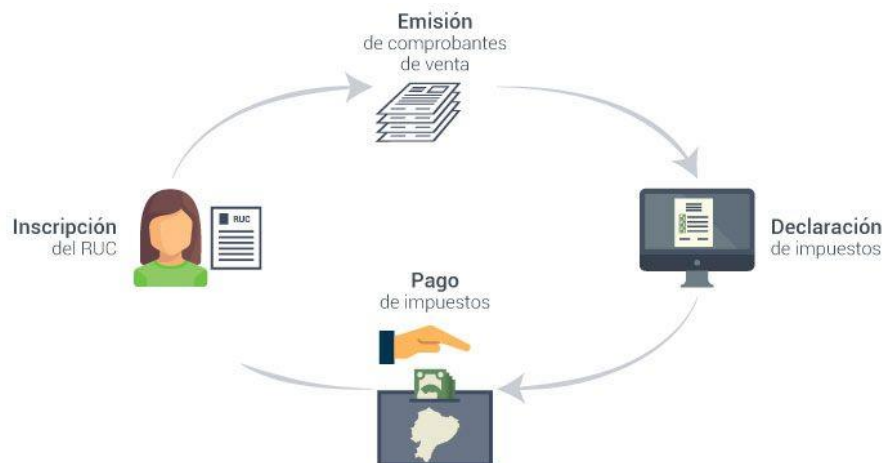 Emisión
de comprobantes
de venta
Inscripción
del RUC
RUC
Declaración
de impuestos
Pago
de impuestos